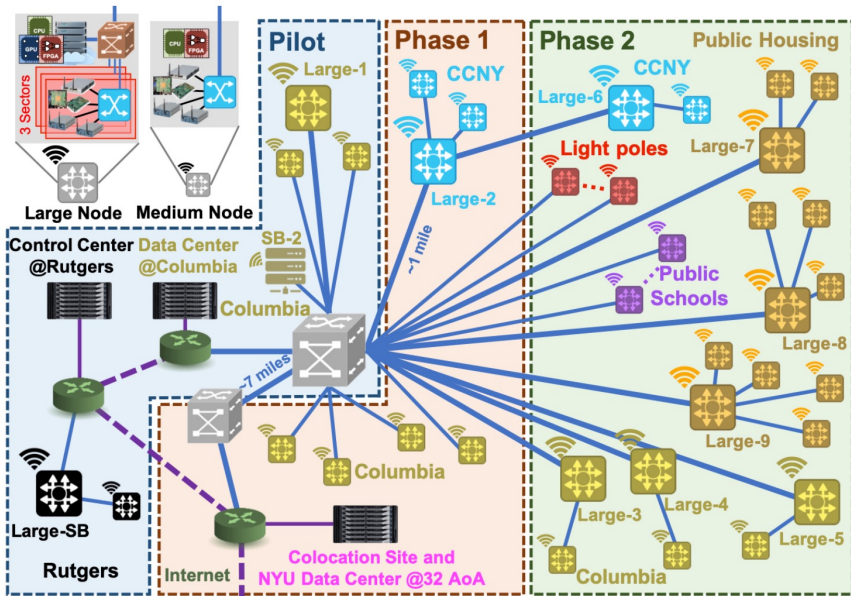 Pilot
Phase 1
Phase 2
Public Housing
CPU
GPU
FPGA
3 Sectors
CPU
FPGA
Large Node
Medium Node
Large-1
CCNY
Large-2
~1 mile
Large-6
CCNY
Large-7
Light poles
Control Center
@Rutgers
Data Center
@Columbia
SB-2
Columbia
Public
Schools
Large-8
~7 miles
Large-9
Columbia
Large-SB
Rutgers
Internet
Colocation Site and
NYU Data Center @32 AoA
Large-3
Large-4
Large-5
Columbia